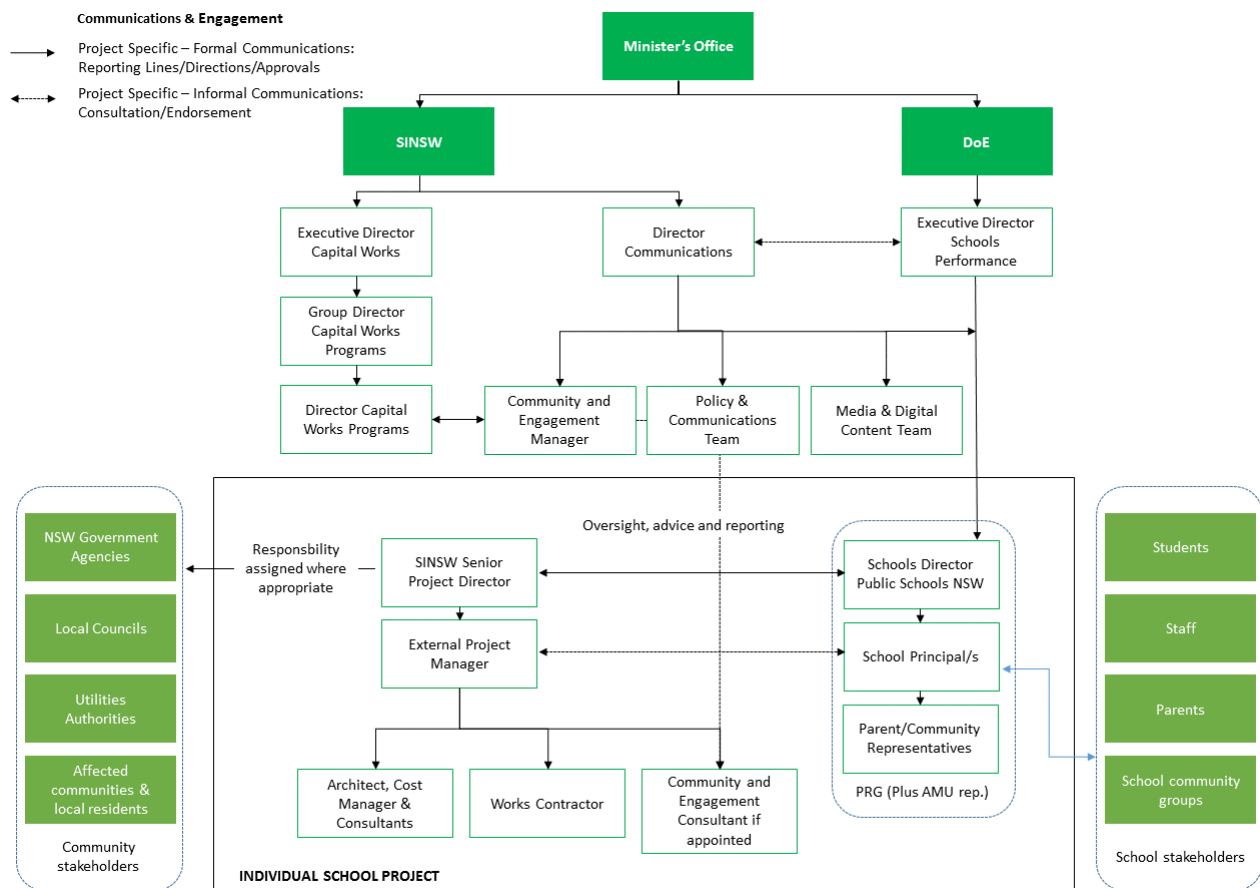 Communications & Engagement
Project Specific – Formal Communications:
Reporting Lines/Directions/Approvals
Project Specific – Informal Communications:
Consultation/Endorsement
Minister's Office
SINSW
DoE
Executive Director
Capital Works
Director
Communications
Executive Director
Schools
Performance
Group Director
Capital Works
Programs
Director Capital
Works Programs
Community and
Engagement
Manager
Policy &
Communications
Team
Media & Digital
Content Team
NSW Government
Agencies
Local Councils
Utilities
Authorities
Affected
communities &
local residents
Community
stakeholders
Responsbility
assigned where
appropriate
Oversight, advice and reporting
SINSW Senior
Project Director
External Project
Manager
Architect, Cost
Manager &
Consultants
Works Contractor
Community and
Engagement
Consultant if
appointed
Schools Director
Public Schools NSW
School Principal/s
Parent/Community
Representatives
PRG (Plus AMU rep.)
INDIVIDUAL SCHOOL PROJECT
Students
Staff
Parents
School community
groups
School stakeholders